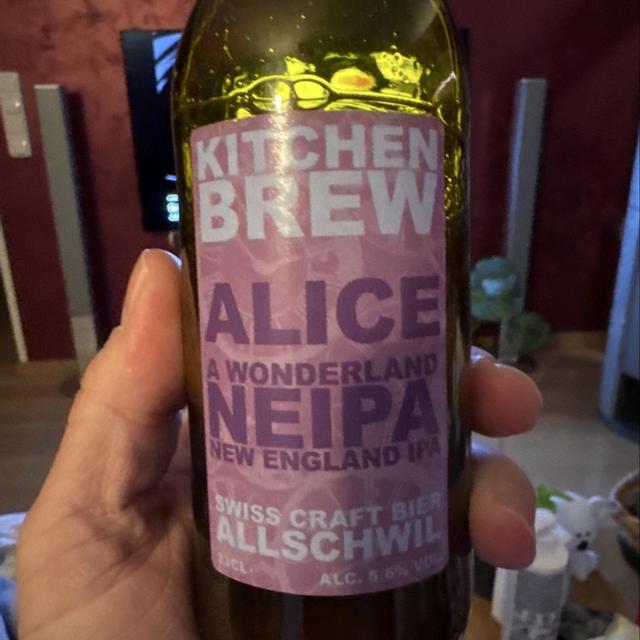 KITCHEN
BREW
ALICE
A WONDERLAND
NEIPA
NEW ENGLAND IPA
SWISS CRAFT BIER
ALLSCHWIL
ALC. 5.6% VOL